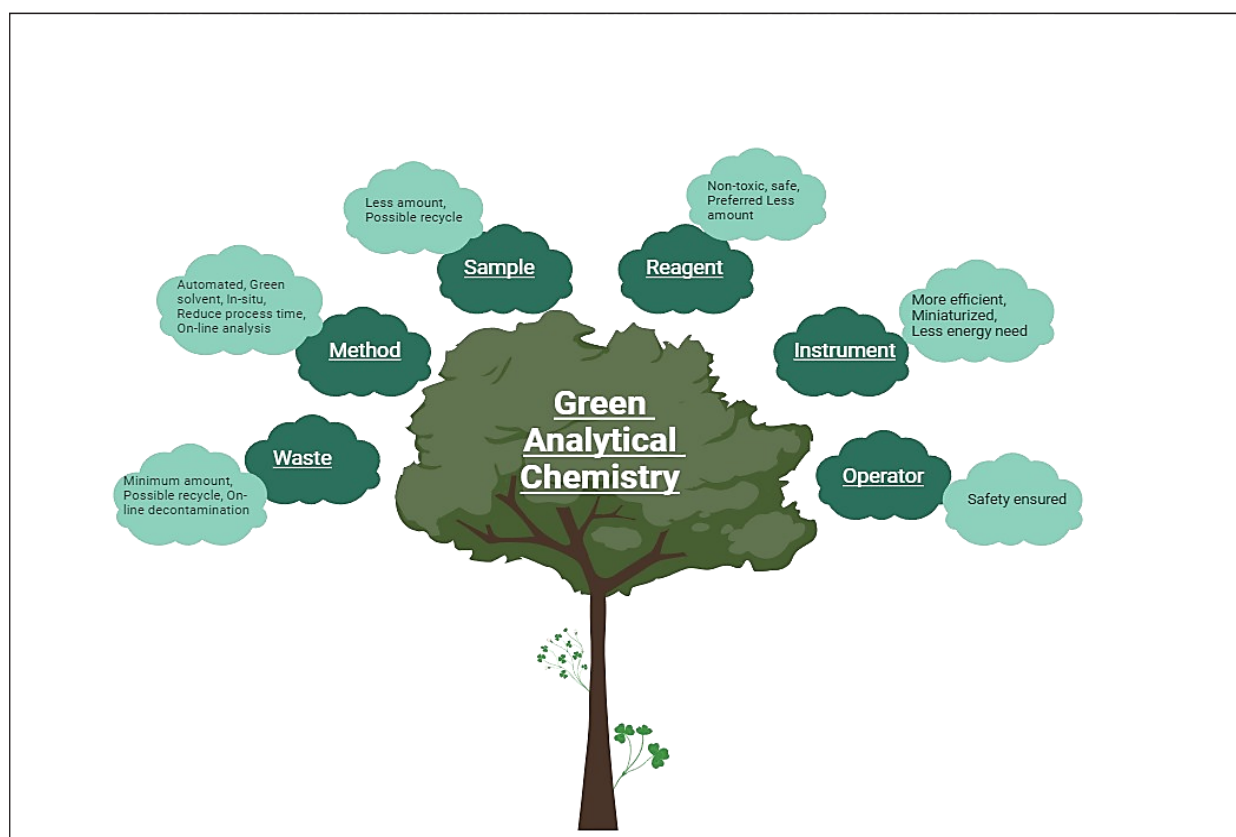 Non-toxic, safe,
Preferred Less
amount
Less amount,
Possible recycle
Sample
Reagent
Automated, Green
solvent, In-situ,
Reduce process time,
On-line analysis
More efficient,
Miniaturized,
Less energy need
Method
Instrument
Green
Analytical
Chemistry
Waste
Minimum amount,
Possible recycle, On-
line decontamination
Operator
Safety ensured